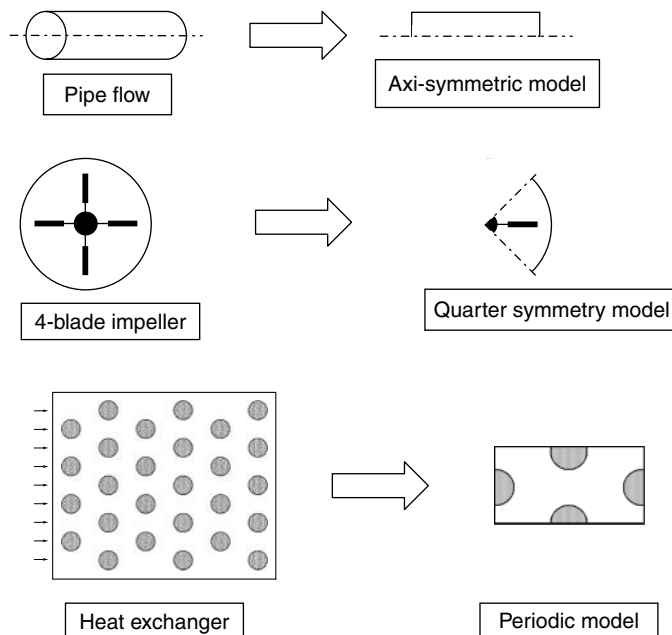 Pipe flow
Axi-symmetric model
4-blade impeller
Quarter symmetry model
Heat exchanger
Periodic model